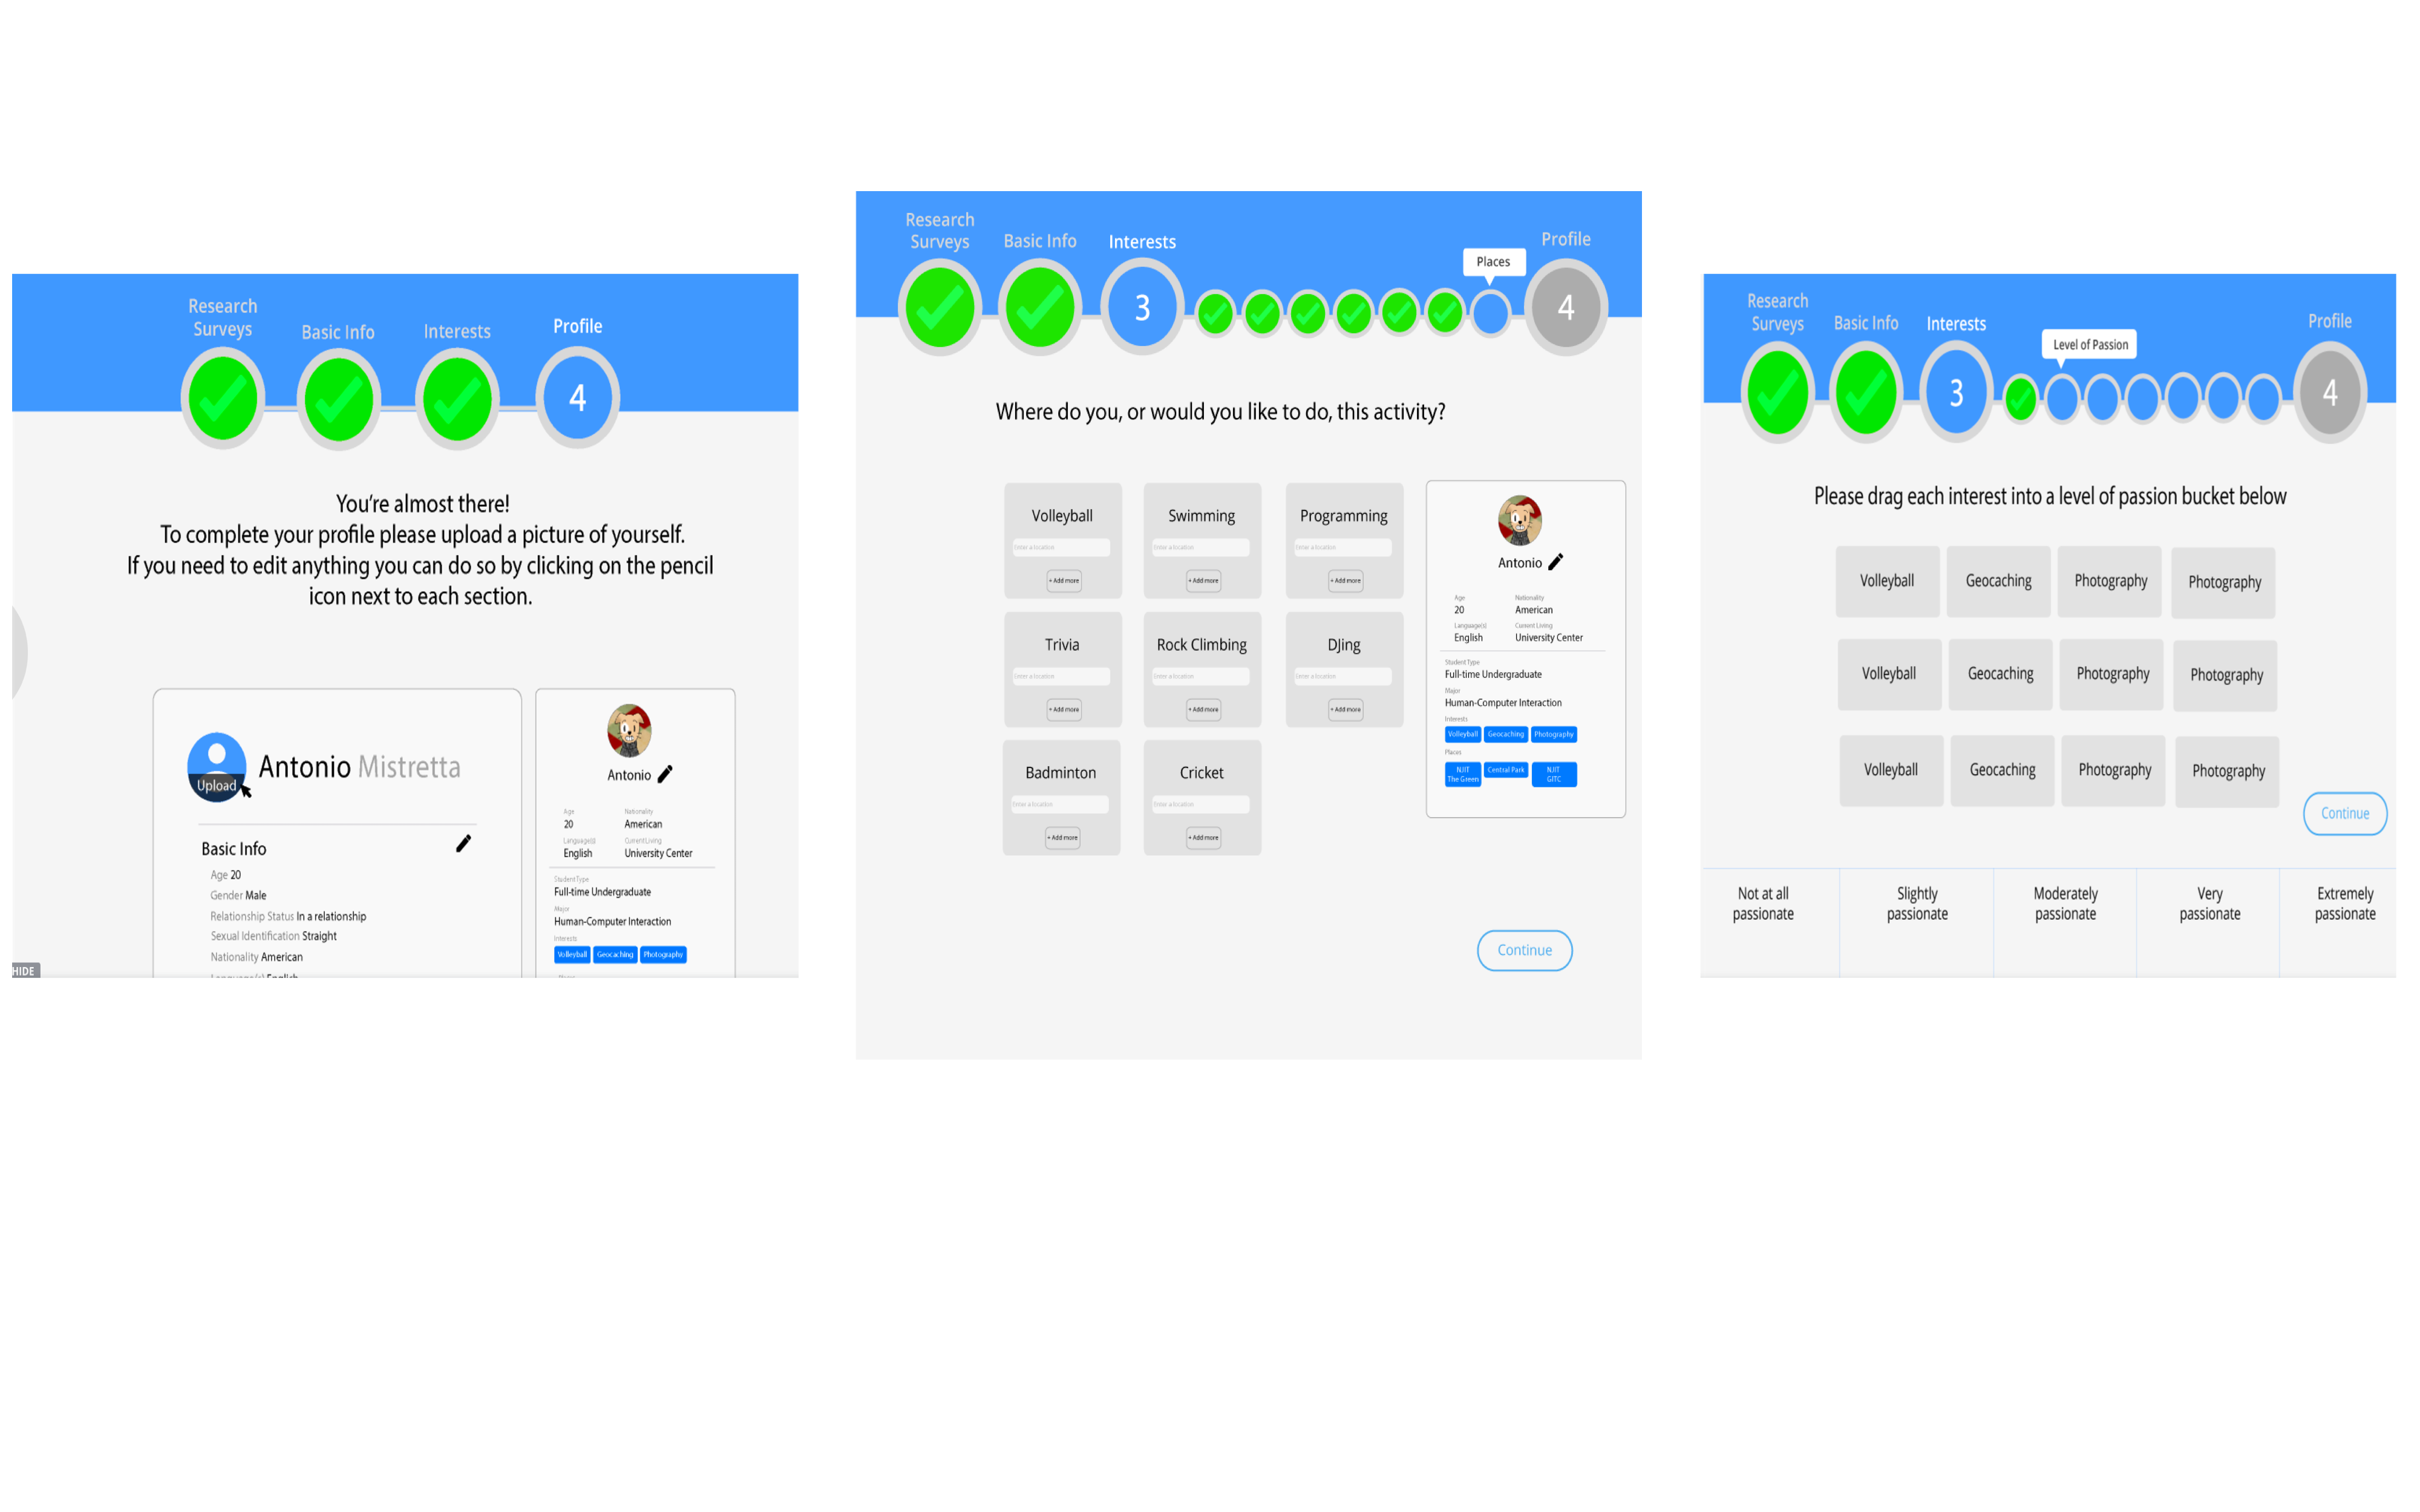 Research
Surveys
Basic Info
Interests
Profile
4
You're almost there!
To complete your profile please upload a picture of yourself.
If you need to edit anything you can do so by clicking on the pencil
icon next to each section.
Upload
Antonio Mistretta
Basic Info
Age 20
Gender Male
Relationship Status In a relationship
Sexual Identification Straight
Nationality American
Language(s) English
HIDE
Antonio
Age
20
Nationality
American
Language(s)
English
Current Living
University Center
Student Type
Full-time Undergraduate
Major
Human-Computer Interaction
Interests
Volleyball Geocaching Photography
Research
Surveys
Basic Info
Interests
3
Places
Profile
4
Where do you, or would you like to do, this activity?
Volleyball
Enter a location
+ Add more
Swimming
Enter a location
+ Add more
Programming
Enter a location
+ Add more
Trivia
Enter a location
+ Add more
Rock Climbing
Enter a location
+ Add more
DJing
Enter a location
+ Add more
Badminton
Enter a location
+ Add more
Cricket
Enter a location
+ Add more
Antonio
Age
20
Nationality
American
Language(s)
English
Current Living
University Center
Student Type
Full-time Undergraduate
Major
Human-Computer Interaction
Interests
Volleyball Geocaching Photography
Places
NJIT
The Green
Central Park
NJIT
GITC
Continue
Research
Surveys
Basic Info
Interests
3
Level of Passion
Profile
4
Please drag each interest into a level of passion bucket below
Volleyball Geocaching Photography Photography
Volleyball Geocaching Photography Photography
Volleyball Geocaching Photography Photography
Continue
Not at all
passionate
Slightly
passionate
Moderately
passionate
Very
passionate
Extremely
passionate